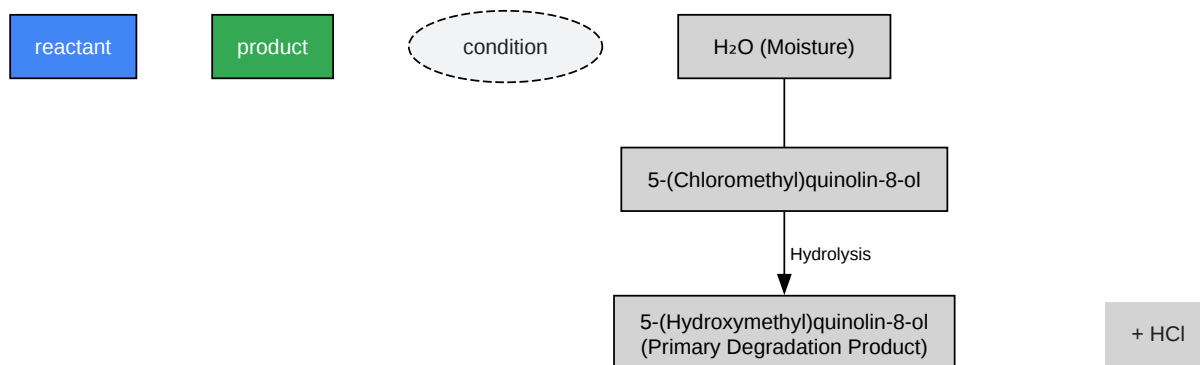 reactant
product
condition
H₂O (Moisture)
5-(Chloromethyl)quinolin-8-ol
Hydrolysis
5-(Hydroxymethyl)quinolin-8-ol
(Primary Degradation Product)
+ HCl